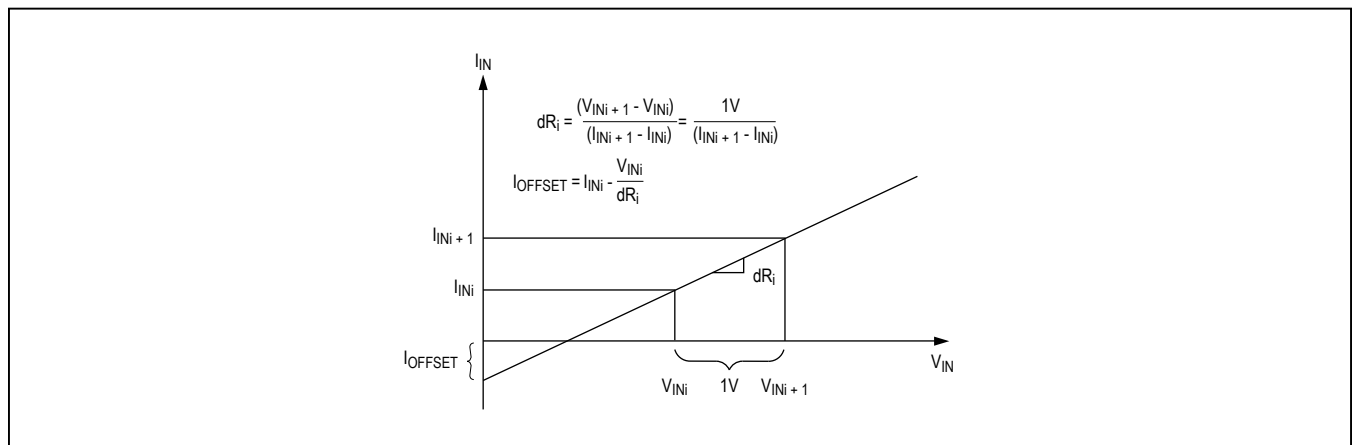 I_IN
dR_i = (V_INi + 1 - V_INi) / (I_INi + 1 - I_INi) = 1V / (I_INi + 1 - I_INi)
I_OFFSET = I_INi - V_INi / dR_i
I_INi + 1
dR_i
I_INi
I_OFFSET
V_IN
V_INi 1V V_INi + 1